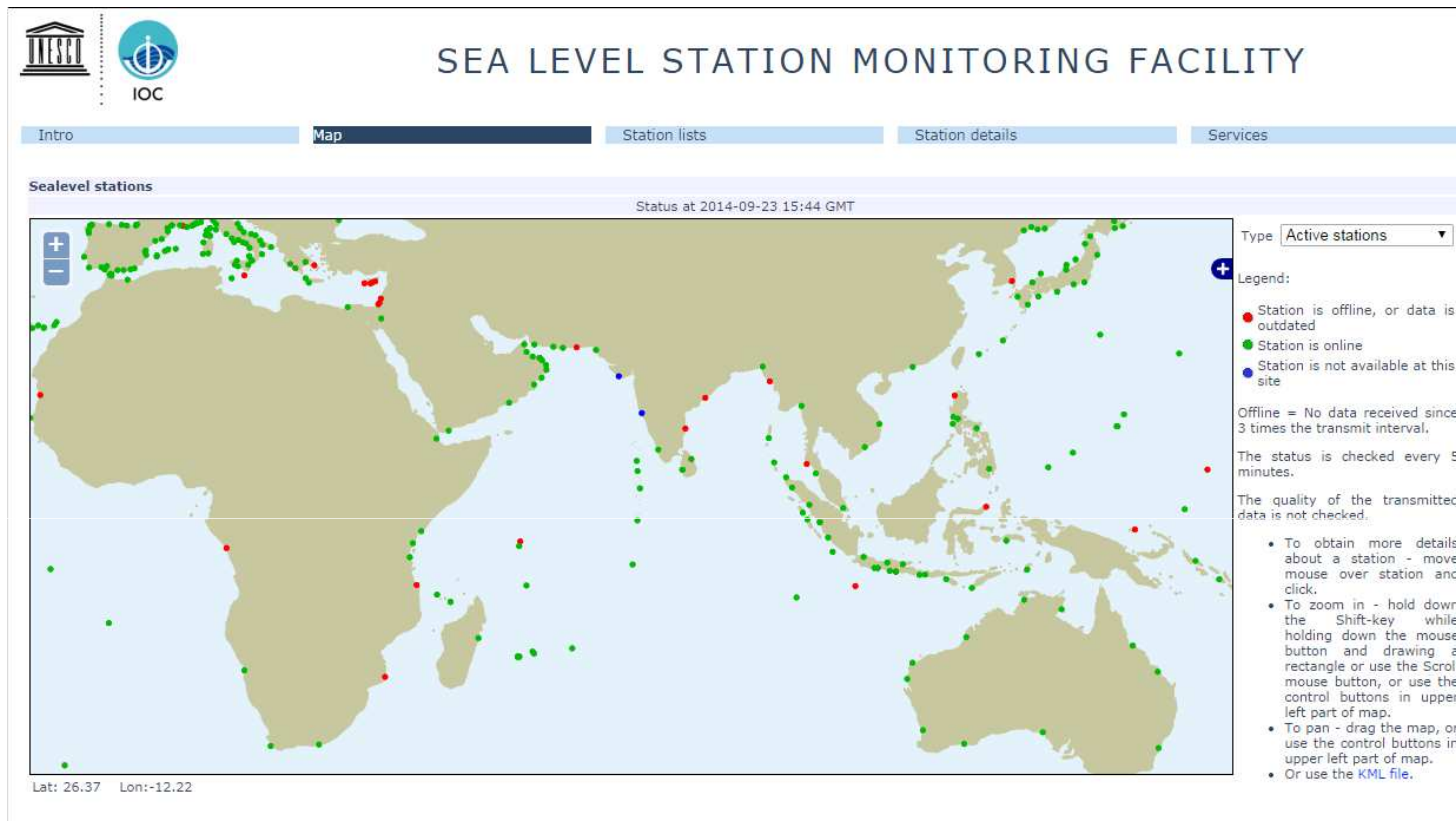 UNESCO
IOC
SEA LEVEL STATION MONITORING FACILITY
Intro
Map
Station lists
Station details
Services
Sealevel stations
Status at 2014-09-23 15:44 GMT
+
−
+
Type Active stations
Legend:
Station is offline, or data is
outdated
Station is online
Station is not available at this
site
Offline = No data received since
3 times the transmit interval.
The status is checked every 5
minutes.
The quality of the transmitted
data is not checked.
• To obtain more details
about a station - move
mouse over station and
click.
• To zoom in - hold down
the Shift-key while
holding down the mouse
button and drawing a
rectangle or use the Scroll
mouse button, or use the
control buttons in upper
left part of map.
• To pan - drag the map, or
use the control buttons in
upper left part of map.
• Or use the KML file.
Lat: 26.37 Lon:-12.22